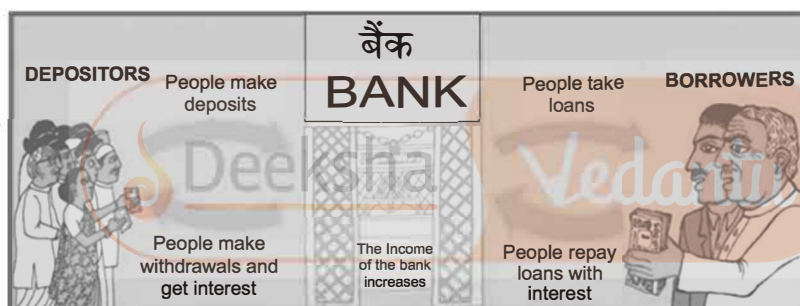 बैंक
BANK
DEPOSITORS
People make
deposits
People make
withdrawals and
get interest
The Income
of the bank
increases
People take
loans
BORROWERS
People repay
loans with
interest
Deeksha
Vedantu